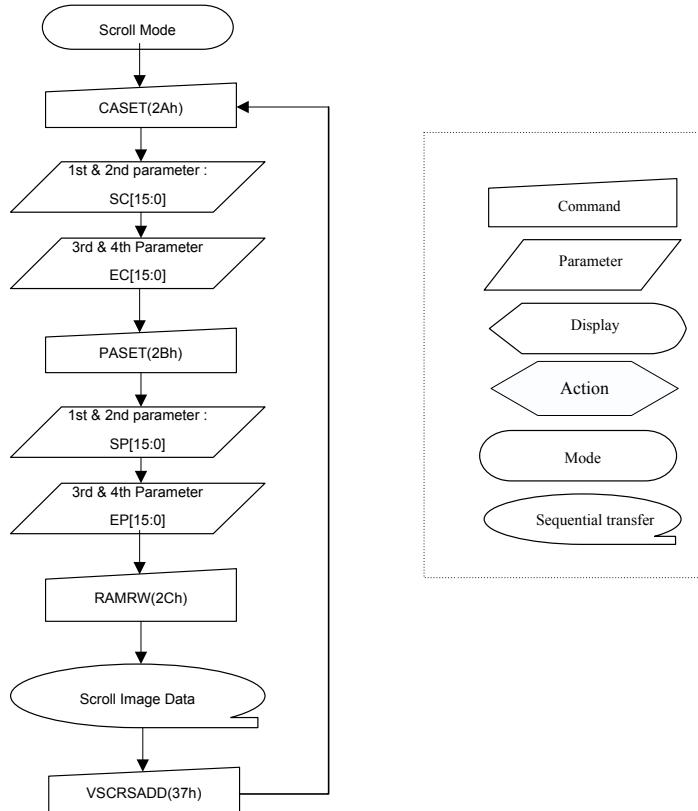 Scroll Mode
CASET(2Ah)
1st & 2nd parameter :
SC[15:0]
3rd & 4th Parameter
EC[15:0]
PASET(2Bh)
1st & 2nd parameter :
SP[15:0]
3rd & 4th Parameter
EP[15:0]
RAMRW(2Ch)
Scroll Image Data
VSCRSADD(37h)
Command
Parameter
Display
Action
Mode
Sequential transfer